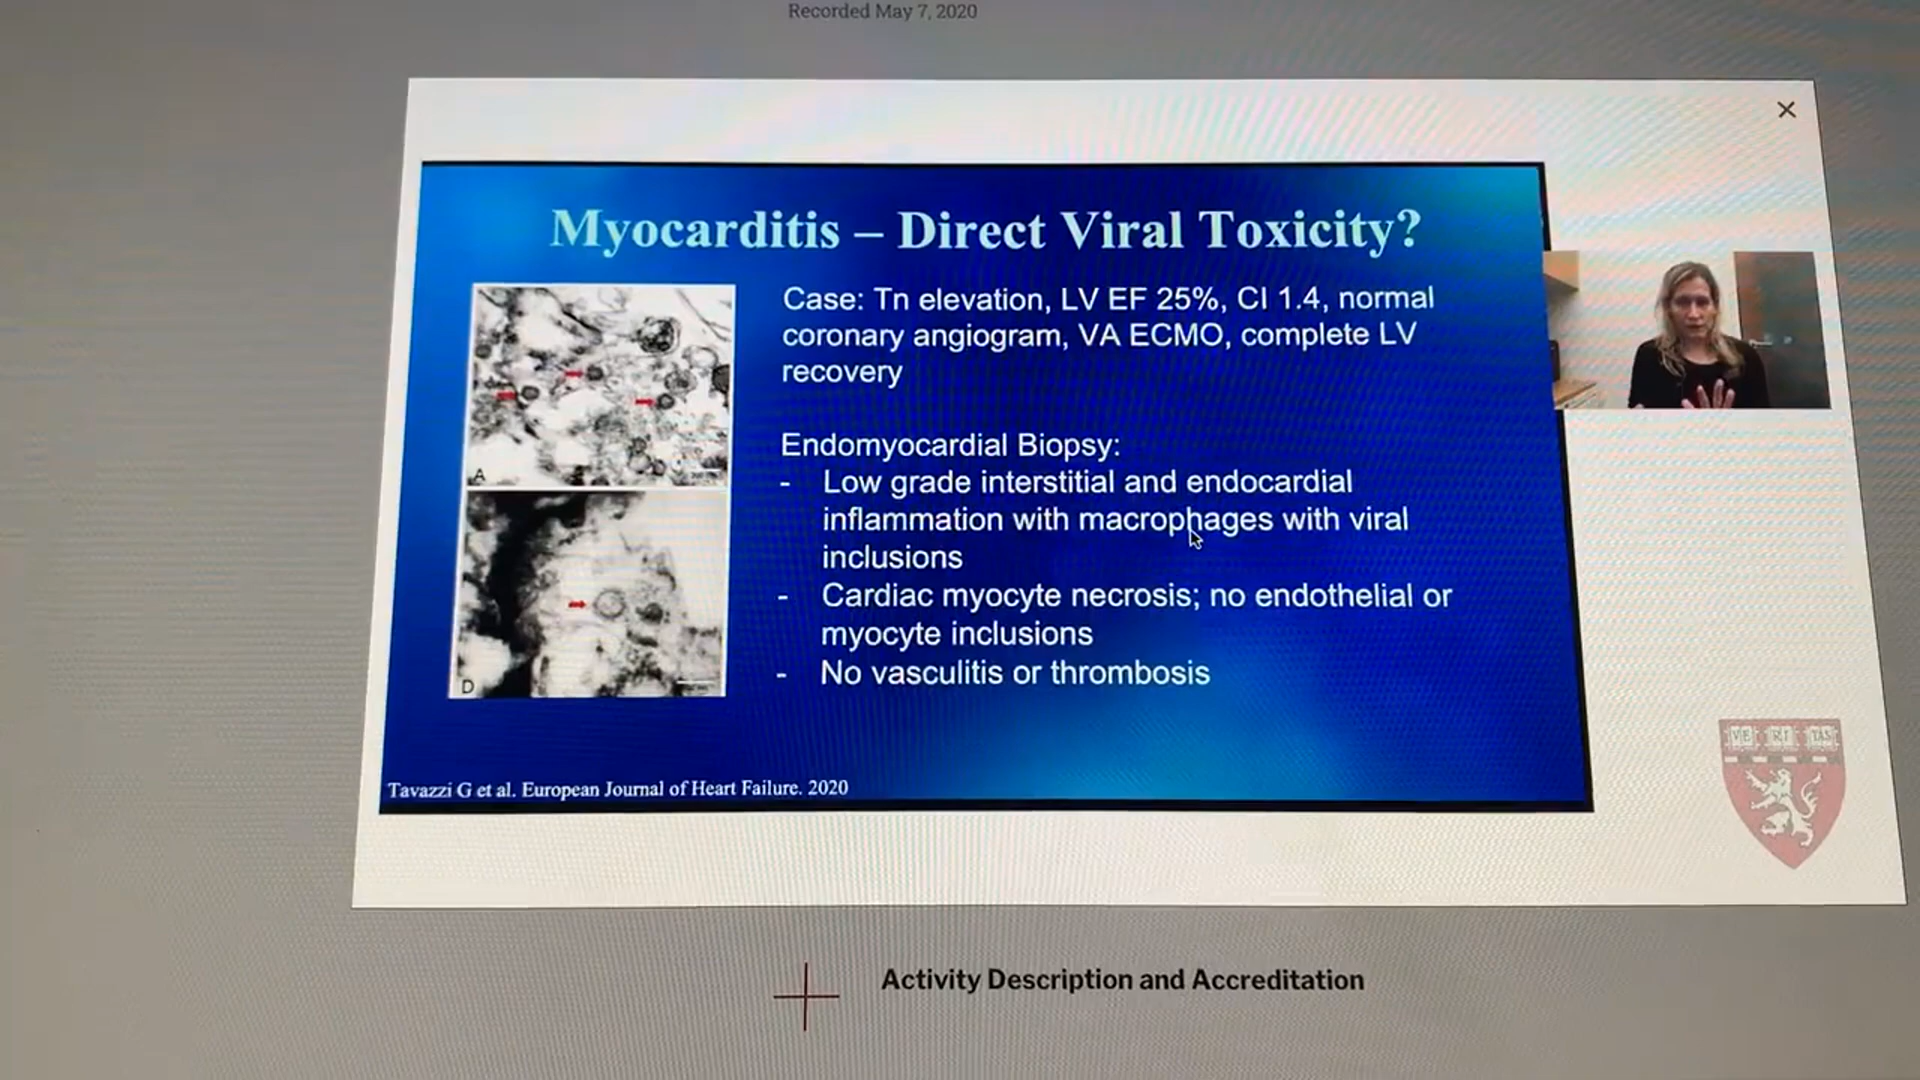 Recorded May 7, 2020
Myocarditis – Direct Viral Toxicity?
Case: Tn elevation, LV EF 25%, CI 1.4, normal
coronary angiogram, VA ECMO, complete LV
recovery
Endomyocardial Biopsy:
- Low grade interstitial and endocardial
inflammation with macrophages with viral
inclusions
- Cardiac myocyte necrosis; no endothelial or
myocyte inclusions
- No vasculitis or thrombosis
A
D
Tavazzi G et al. European Journal of Heart Failure. 2020
VE RI TAS
Activity Description and Accreditation